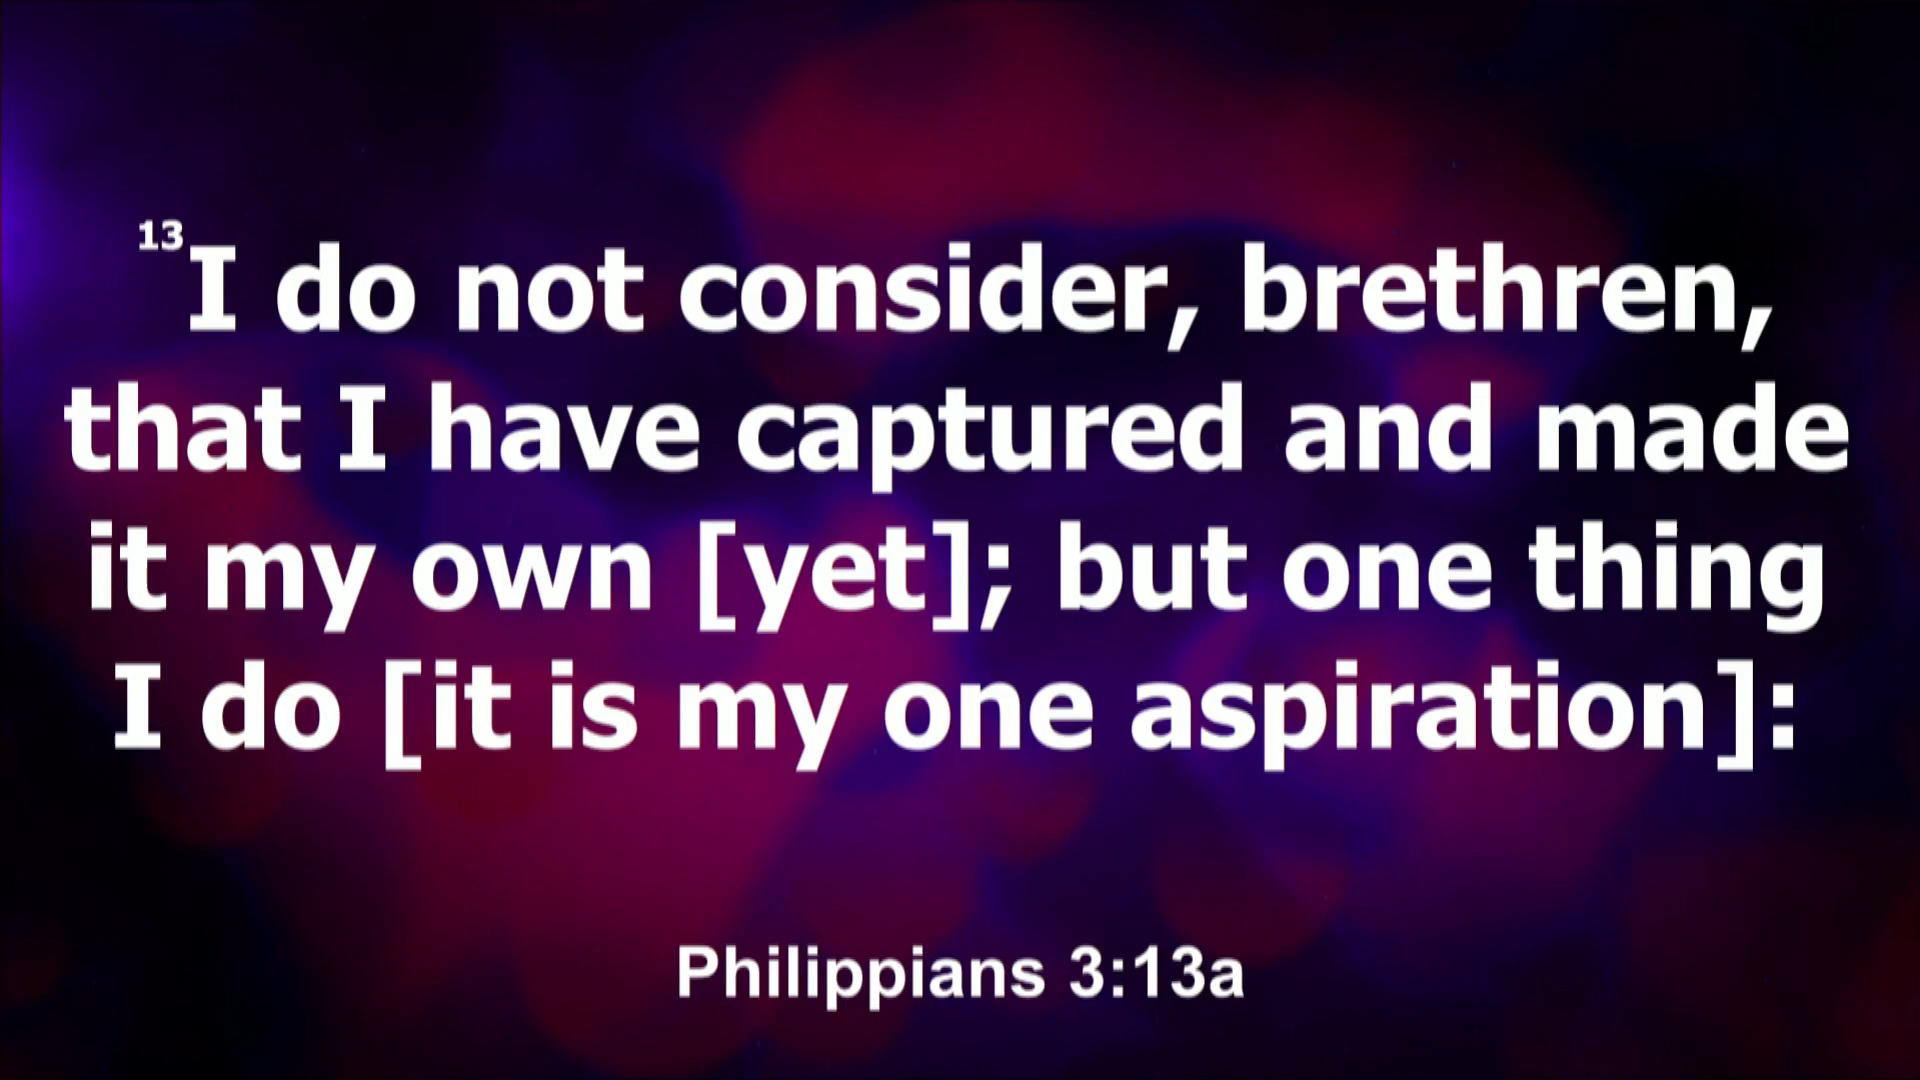 13I do not consider, brethren,
that I have captured and made
it my own [yet]; but one thing
I do [it is my one aspiration]:
Philippians 3:13a